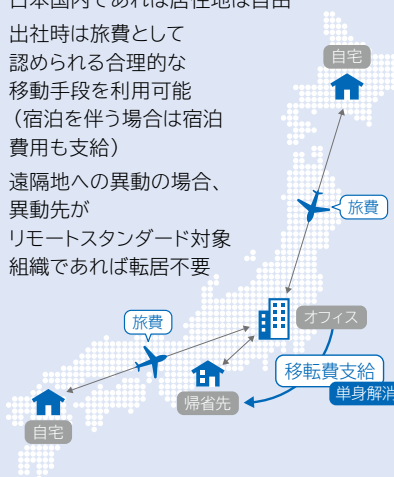 日本国内であれば居住地は自由
出社時は旅費として
認められる合理的な
移動手段を利用可能
（宿泊を伴う場合は宿泊
費用も支給）
遠隔地への異動の場合、
異動先が
リモートスタンダード対象
組織であれば転居不要
自宅
旅費
オフィス
旅費
移転費支給
単身解消
帰省先
自宅